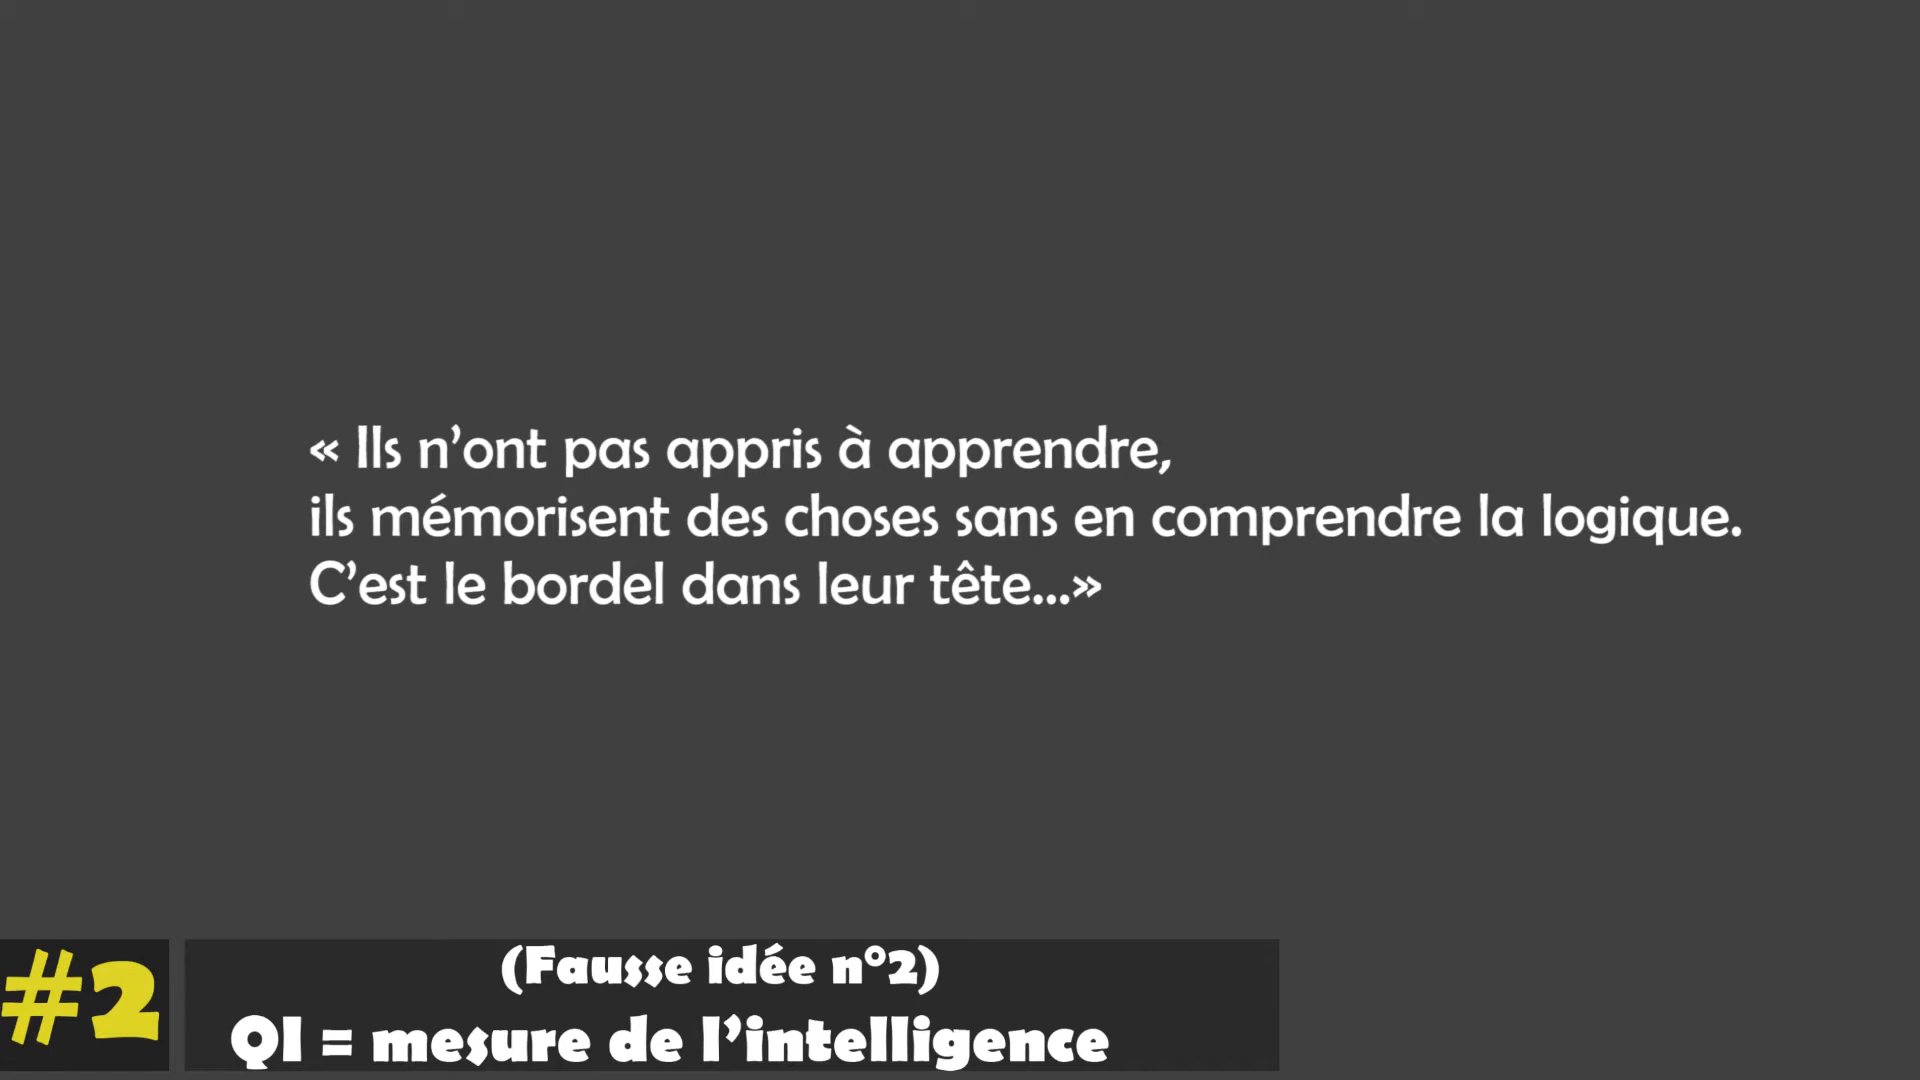 « Ils n’ont pas appris à apprendre,
ils mémorisent des choses sans en comprendre la logique.
C’est le bordel dans leur tête...»
#2
(Fausse idée n°2)
QI = mesure de l’intelligence